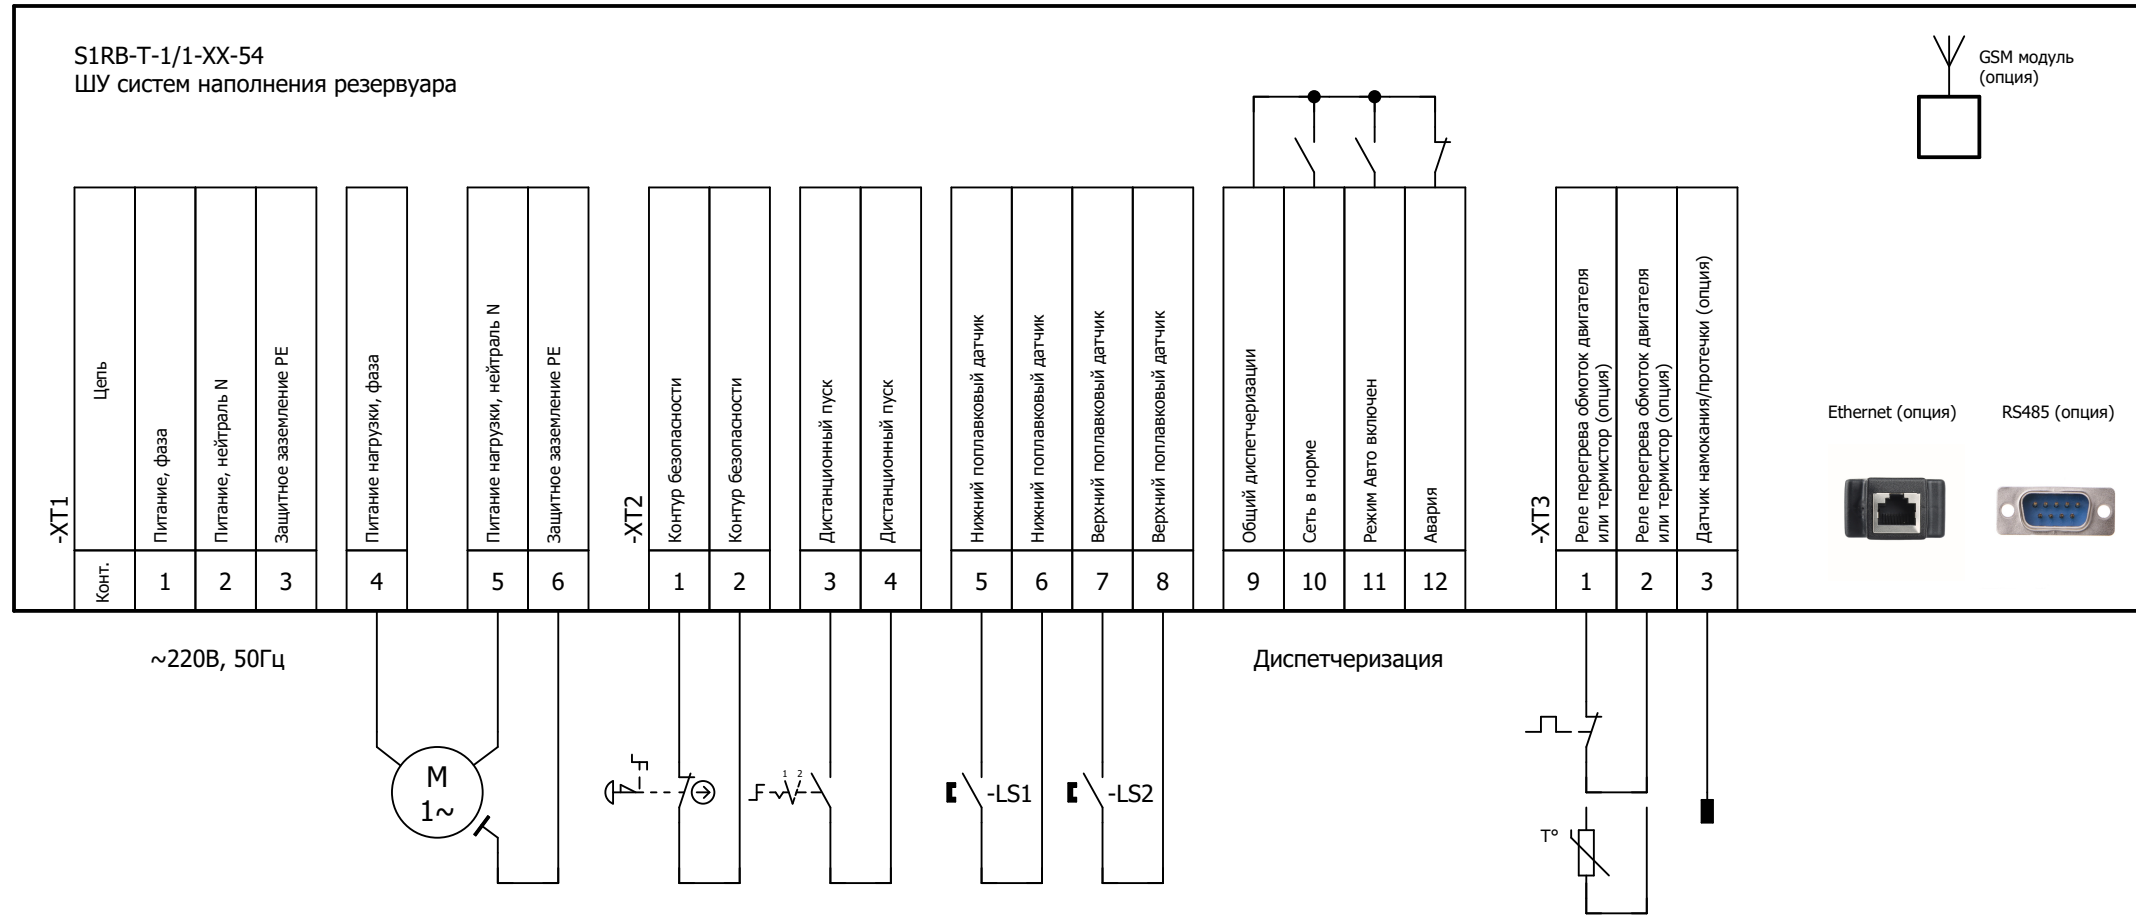 S1RB-T-1/1-XX-54
ШУ систем наполнения резервуара
GSM модуль
(опция)
-XT1
Цепь
Питание, фаза
Питание, нейтраль N
Защитное заземление PE
Питание нагрузки, фаза
Питание нагрузки, нейтраль N
Защитное заземление PE
-XT2
Контур безопасности
Контур безопасности
Дистанционный пуск
Дистанционный пуск
Нижний поплавковый датчик
Нижний поплавковый датчик
Верхний поплавковый датчик
Верхний поплавковый датчик
Общий диспетчеризации
Сеть в норме
Режим Авто включен
Авария
-XT3
Реле перегрева обмоток двигателя
или термистор (опция)
Реле перегрева обмоток двигателя
или термистор (опция)
Датчик намокания/протечки (опция)
Ethernet (опция)
RS485 (опция)
Конт.
1
2
3
4
5
6
1
2
3
4
5
6
7
8
9
10
11
12
1
2
3
~220В, 50Гц
Диспетчеризация
M
1~
1 2
-LS1
-LS2
T°